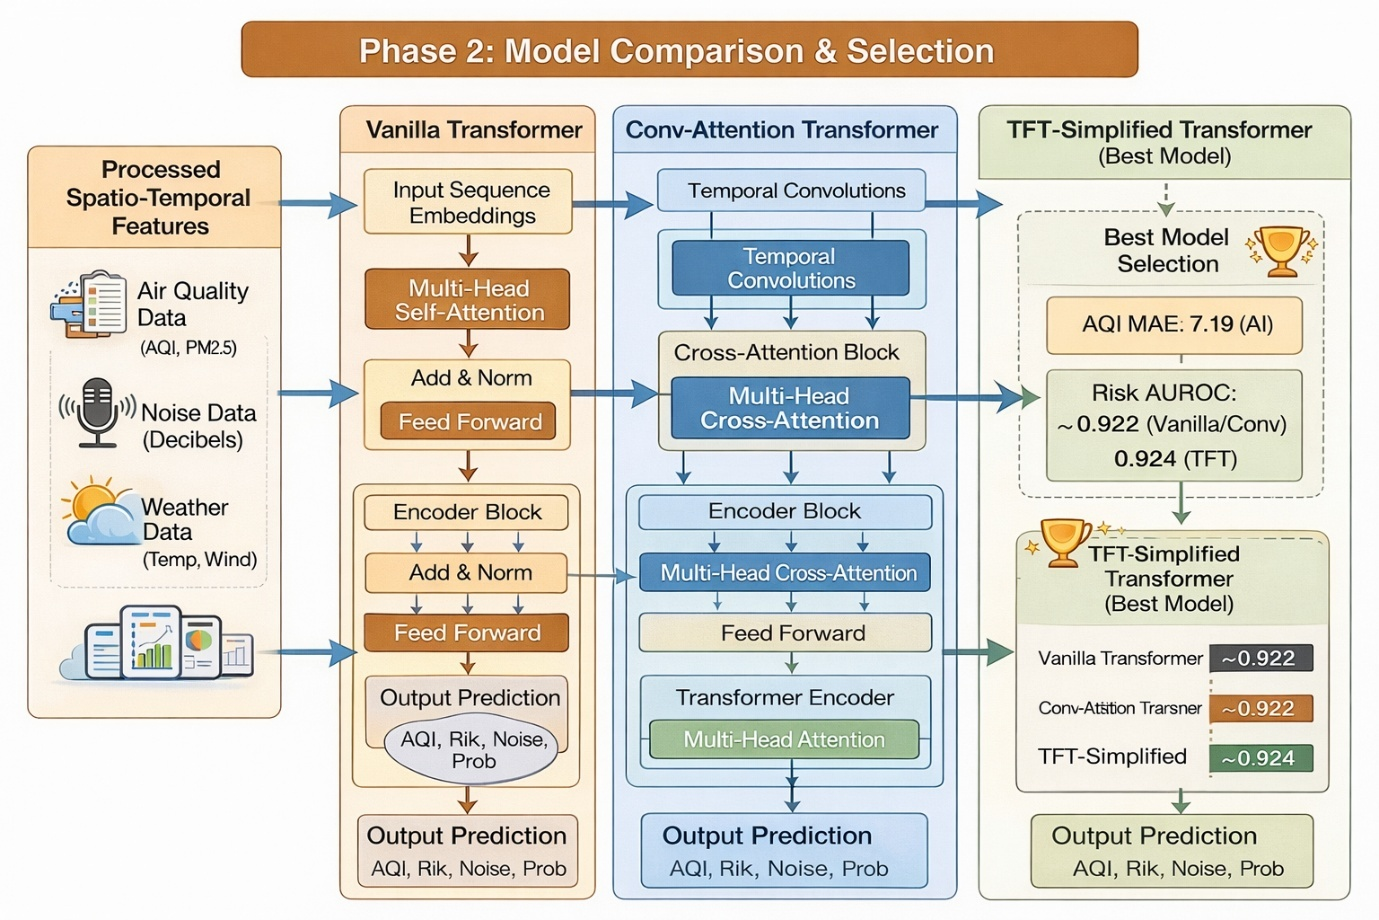 Phase 2: Model Comparison & Selection
Processed
Spatio-Temporal
Features
Air Quality
Data
(AQI, PM2.5)
Noise Data
(Decibels)
Weather
Data
(Temp, Wind)
Vanilla Transformer
Input Sequence
Embeddings
Multi-Head
Self-Attention
Add & Norm
Feed Forward
Encoder Block
Add & Norm
Feed Forward
Output Prediction
AQI, Rik, Noise,
Prob
Output Prediction
AQI, Rik, Noise, Prob
Conv-Attention Transformer
Temporal Convolutions
Temporal
Convolutions
Cross-Attention Block
Multi-Head
Cross-Attention
Encoder Block
Multi-Head Cross-Attention
Feed Forward
Transformer Encoder
Multi-Head Attention
Output Prediction
AQI, Rik, Noise, Prob
TFT-Simplified Transformer
(Best Model)
Best Model
Selection
AQI MAE: 7.19 (AI)
Risk AUROC:
~0.922 (Vanilla/Conv)
0.924 (TFT)
TFT-Simplified
Transformer
(Best Model)
Vanilla Transformer ~0.922
~0.922
TFT-Simplified ~0.924
Output Prediction
AQI, Rik, Noise, Prob